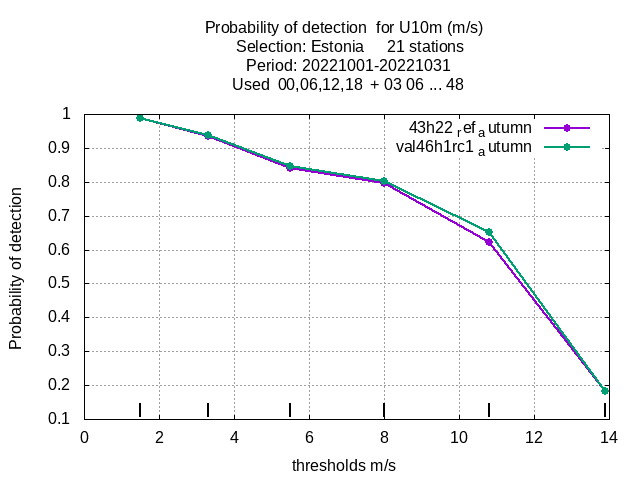 Probability of detection  for U10m (m/s)
Selection: Estonia     21 stations
Period: 20221001-20221031
Used  00,06,12,18  + 03 06 ... 48
43h22 refautumn
val46h1rc1 autumn
Probability of detection
1
0.9
0.8
0.7
0.6
0.5
0.4
0.3
0.2
0.1
0 2 4 6 8 10 12 14
thresholds m/s